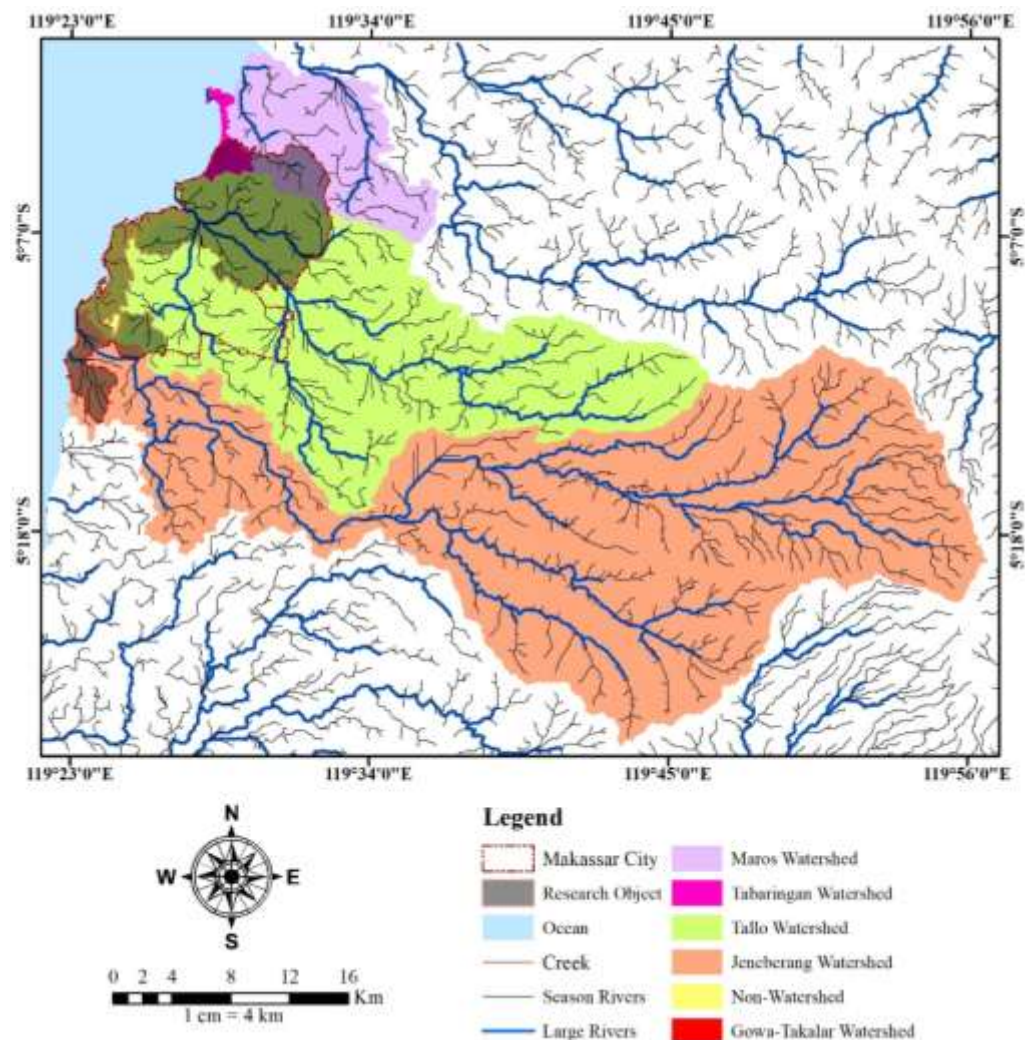 119°23'0"E 119°34'0"E 119°45'0"E 119°56'0"E
5°7'0"S 5°7'0"S
5°18'0"S 5°18'0"S
119°23'0"E 119°34'0"E 119°45'0"E 119°56'0"E
N
W E
S
0 2 4 8 12 16
Km
1 cm = 4 km
Legend
Makassar City
Research Object
Ocean
Creek
Season Rivers
Large Rivers
Maros Watershed
Tabaringan Watershed
Tallo Watershed
Jeneberang Watershed
Non-Watershed
Gowa-Takalar Watershed